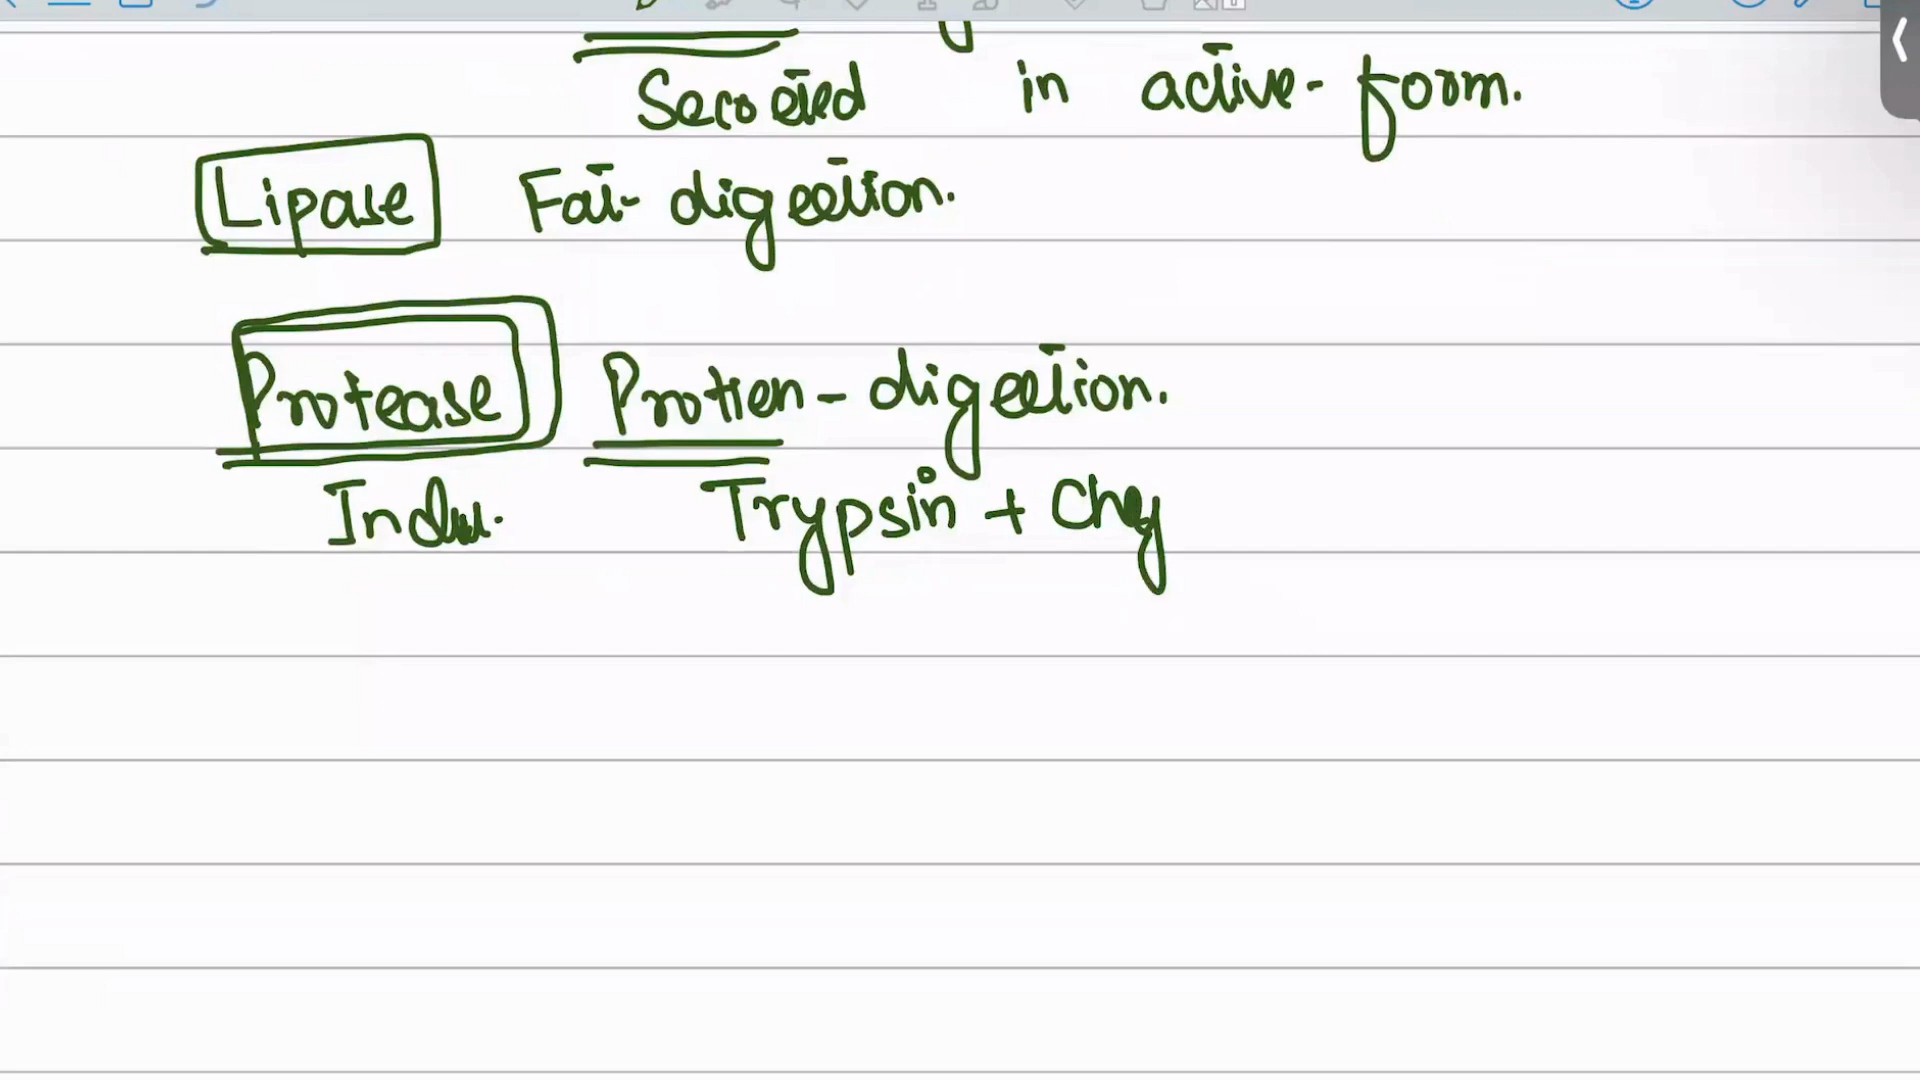 Secreted in active-form.
Lipase Fat- digestion.
Protease Protien - digestion.
Trypsin + Chy